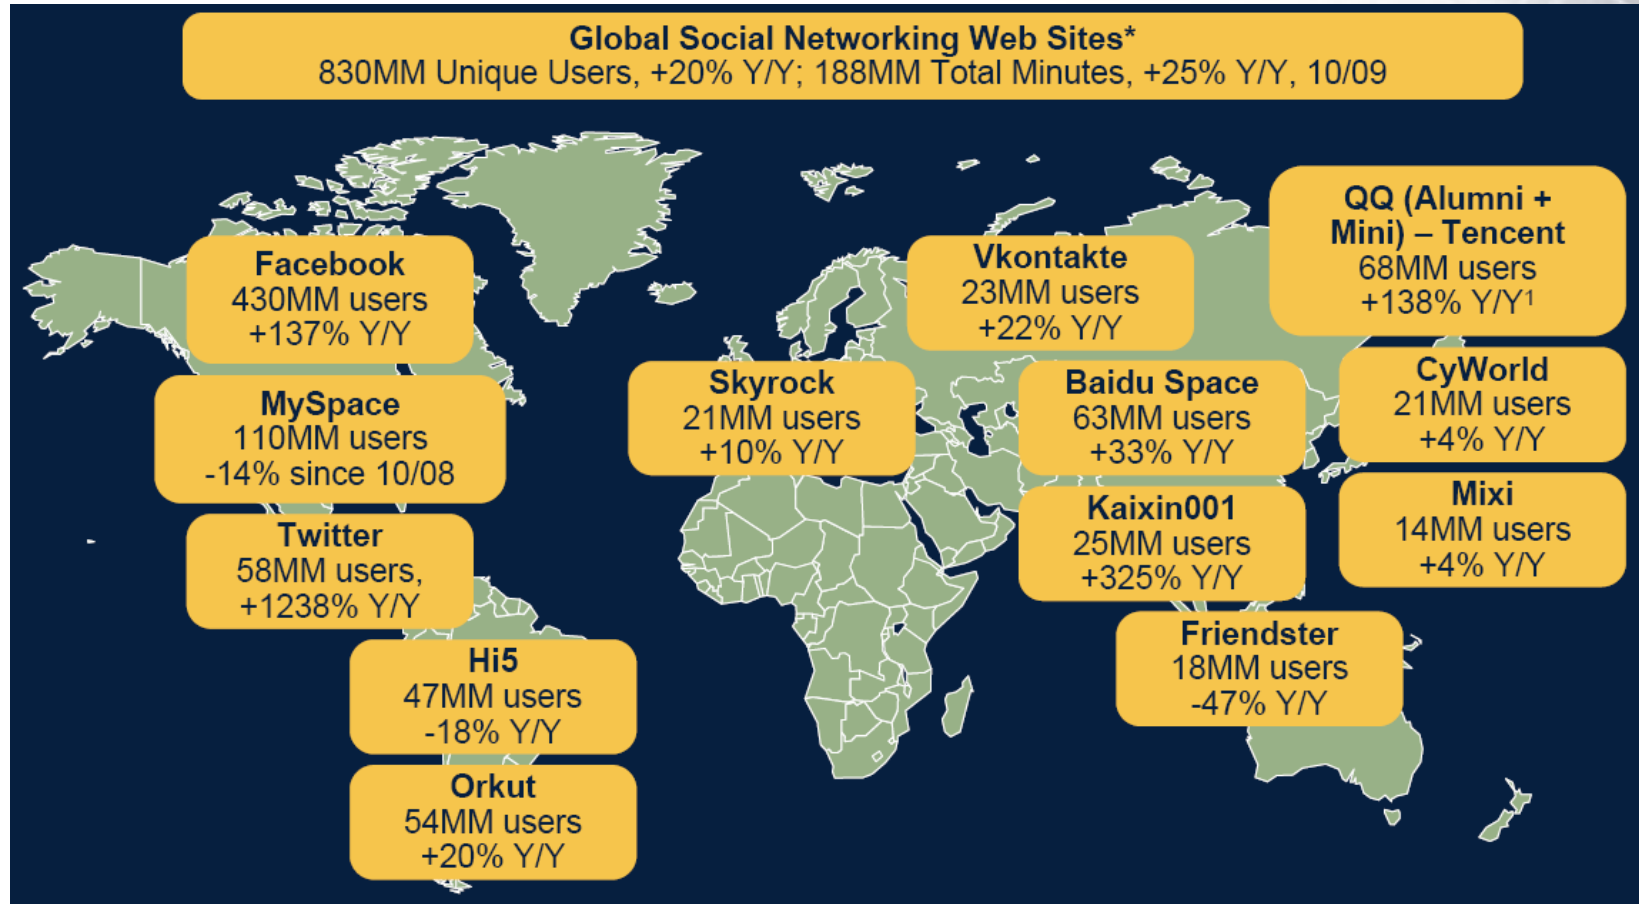 Global Social Networking Web Sites*
830MM Unique Users, +20% Y/Y; 188MM Total Minutes, +25% Y/Y, 10/09
Facebook
430MM users
+137% Y/Y
MySpace
110MM users
-14% since 10/08
Twitter
58MM users,
+1238% Y/Y
Hi5
47MM users
-18% Y/Y
Orkut
54MM users
+20% Y/Y
Skyrock
21MM users
+10% Y/Y
Vkontakte
23MM users
+22% Y/Y
Baidu Space
63MM users
+33% Y/Y
Kaixin001
25MM users
+325% Y/Y
Friendster
18MM users
-47% Y/Y
QQ (Alumni +
Mini) – Tencent
68MM users
+138% Y/Y¹
CyWorld
21MM users
+4% Y/Y
Mixi
14MM users
+4% Y/Y